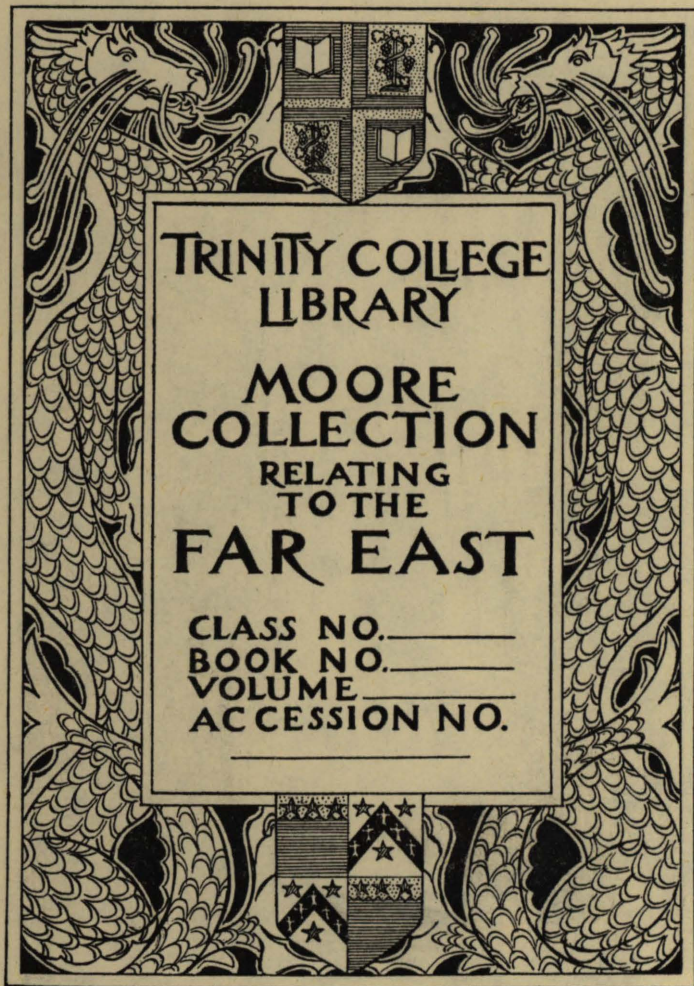 TRINITY COLLEGE
LIBRARY
MOORE
COLLECTION
RELATING
TO THE
FAR EAST
CLASS NO.
BOOK NO.
VOLUME
ACCESSION NO.